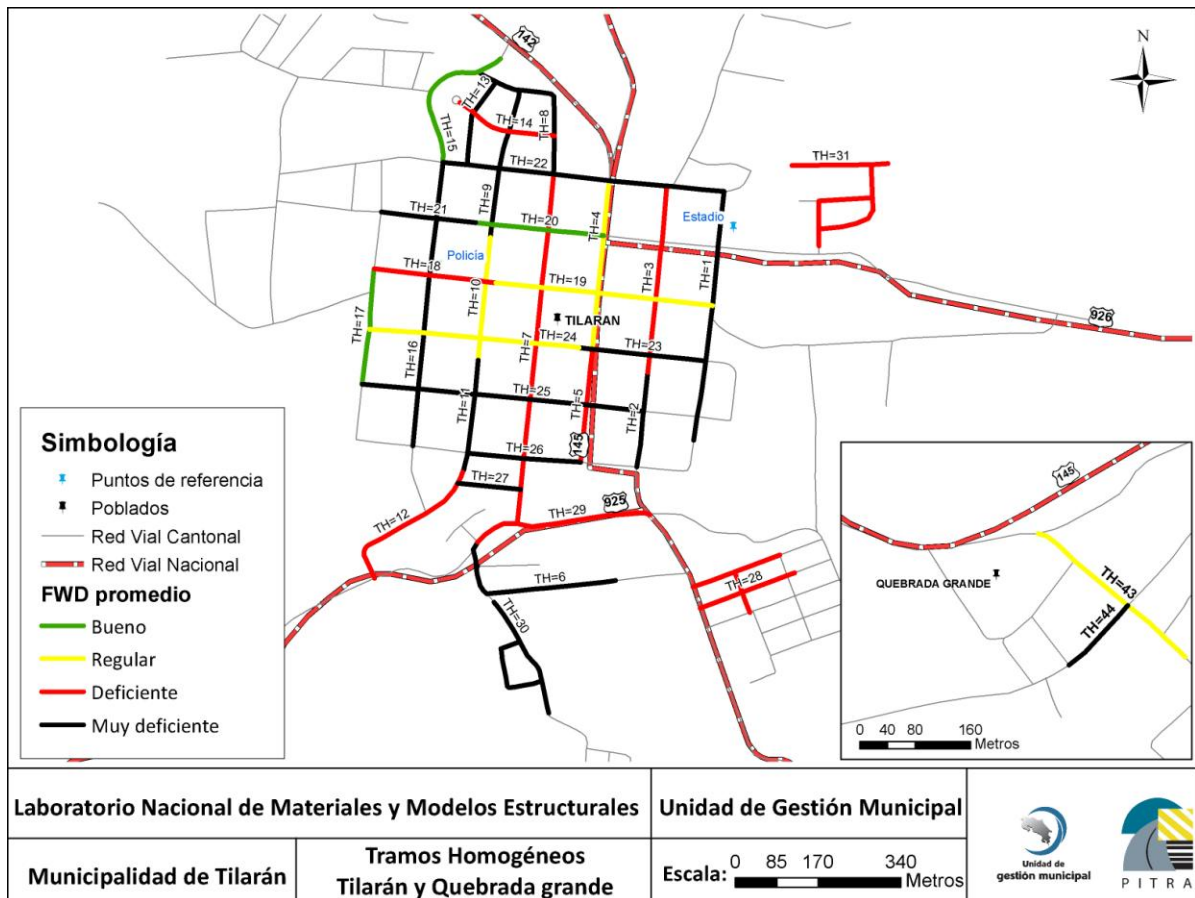 142
N
TH=13
TH=14
TH=8
TH=15
TH=22
TH=31
TH=9
TH=21
TH=20
TH=4
Estadio
Policía
TH=18
TH=10
TH=19
TH=3
TH=1
926
TH=17
TILARAN
TH=7
TH=24
TH=23
TH=16
TH=11
TH=25
TH=5
TH=2
TH=26
145
TH=27
925
TH=12
TH=29
TH=6
TH=28
TH=30
Simbología
Puntos de referencia
Poblados
Red Vial Cantonal
Red Vial Nacional
FWD promedio
Bueno
Regular
Deficiente
Muy deficiente
145
QUEBRADA GRANDE
TH=43
TH=44
0 40 80 160
Metros
Laboratorio Nacional de Materiales y Modelos Estructurales
Unidad de Gestión Municipal
Municipalidad de Tilarán
Tramos Homogéneos
Tilarán y Quebrada grande
Escala: 0 85 170 340
Metros
Unidad de
gestión municipal
PITRA